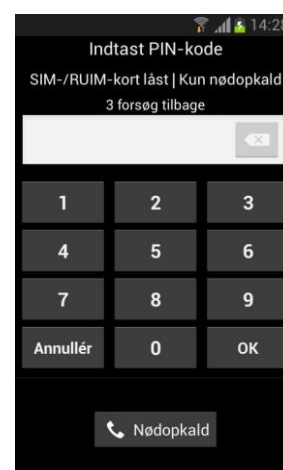 14:28
Indtast PIN-kode
SIM-/RUIM-kort låst | Kun nødopkald
3 forsøg tilbage
1 2 3
4 5 6
7 8 9
Annullér 0 OK
Nødopkald